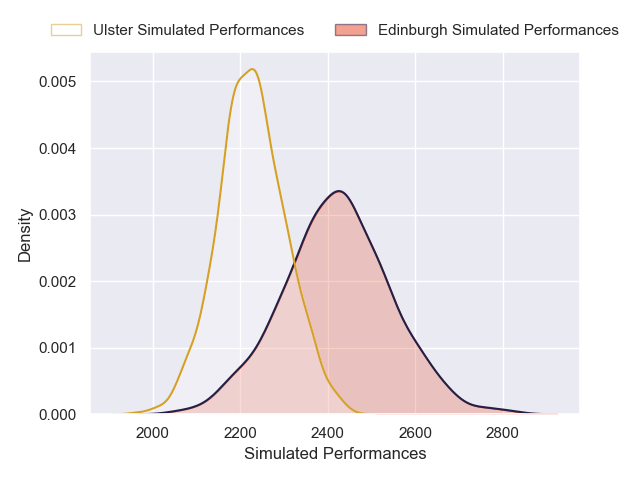 Ulster Simulated Performances Edinburgh Simulated Performances
0.005
0.004
0.003
0.002
0.001
0.000
Density
2000 2200 2400 2600 2800
Simulated Performances